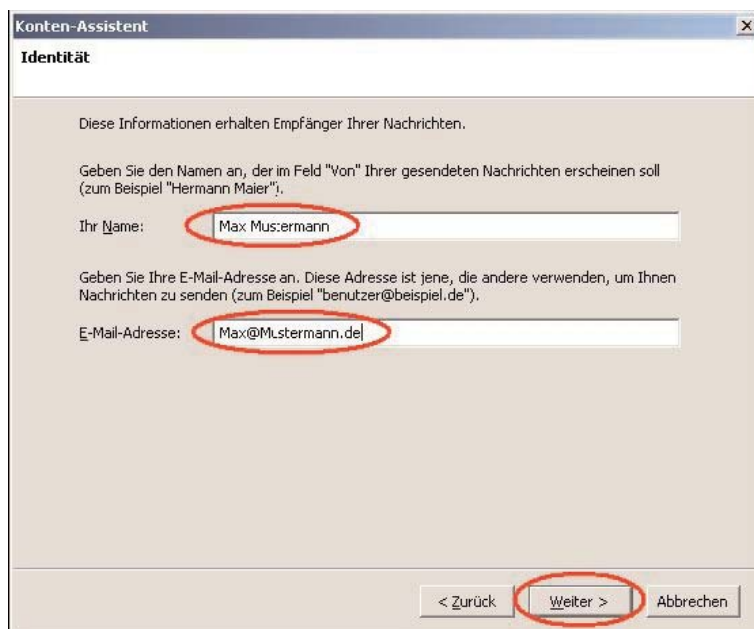 Konten-Assistent
Identität
Diese Informationen erhalten Empfänger Ihrer Nachrichten.
Geben Sie den Namen an, der im Feld "Von" Ihrer gesendeten Nachrichten erscheinen soll
(zum Beispiel "Hermann Maier").
Ihr Name: Max Mustermann
Geben Sie Ihre E-Mail-Adresse an. Diese Adresse ist jene, die andere verwenden, um Ihnen
Nachrichten zu senden (zum Beispiel "benutzer@beispiel.de").
E-Mail-Adresse: Max@Mustermann.de
< Zurück Weiter > Abbrechen